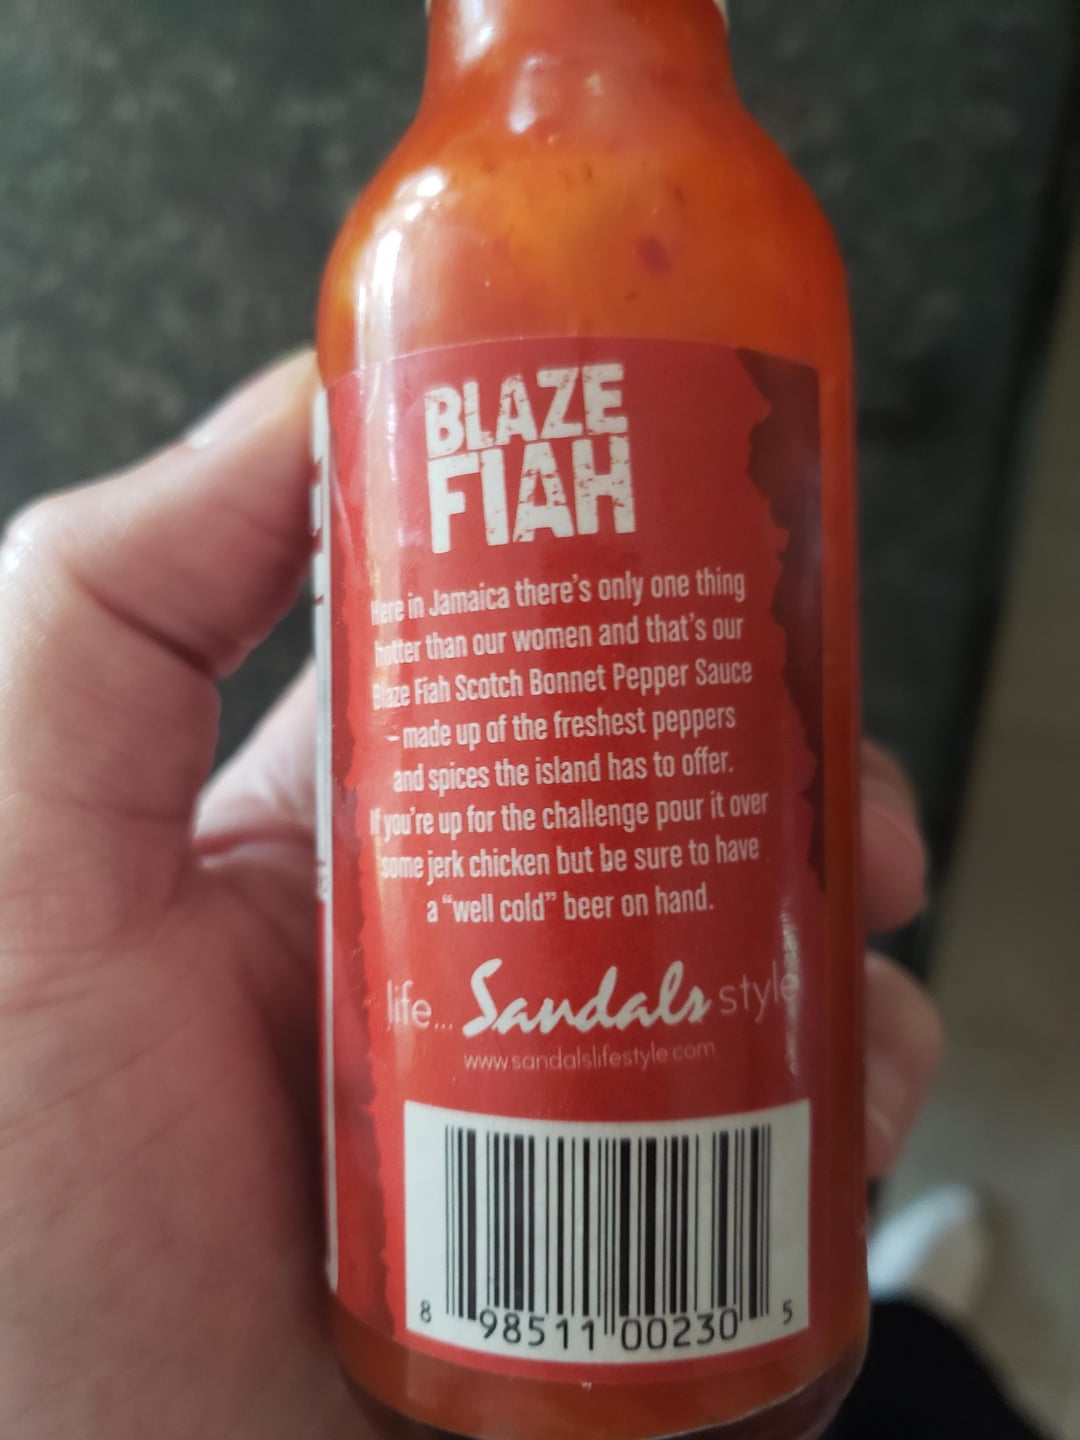 BLAZE
FIAH
Here in Jamaica there's only one thing
hotter than our women and that's our
Blaze Fiah Scotch Bonnet Pepper Sauce
– made up of the freshest peppers
and spices the island has to offer.
If you're up for the challenge pour it over
some jerk chicken but be sure to have
a “well cold” beer on hand.
life... Sandals style
www.sandalslifestyle.com
8 98511 00230 5